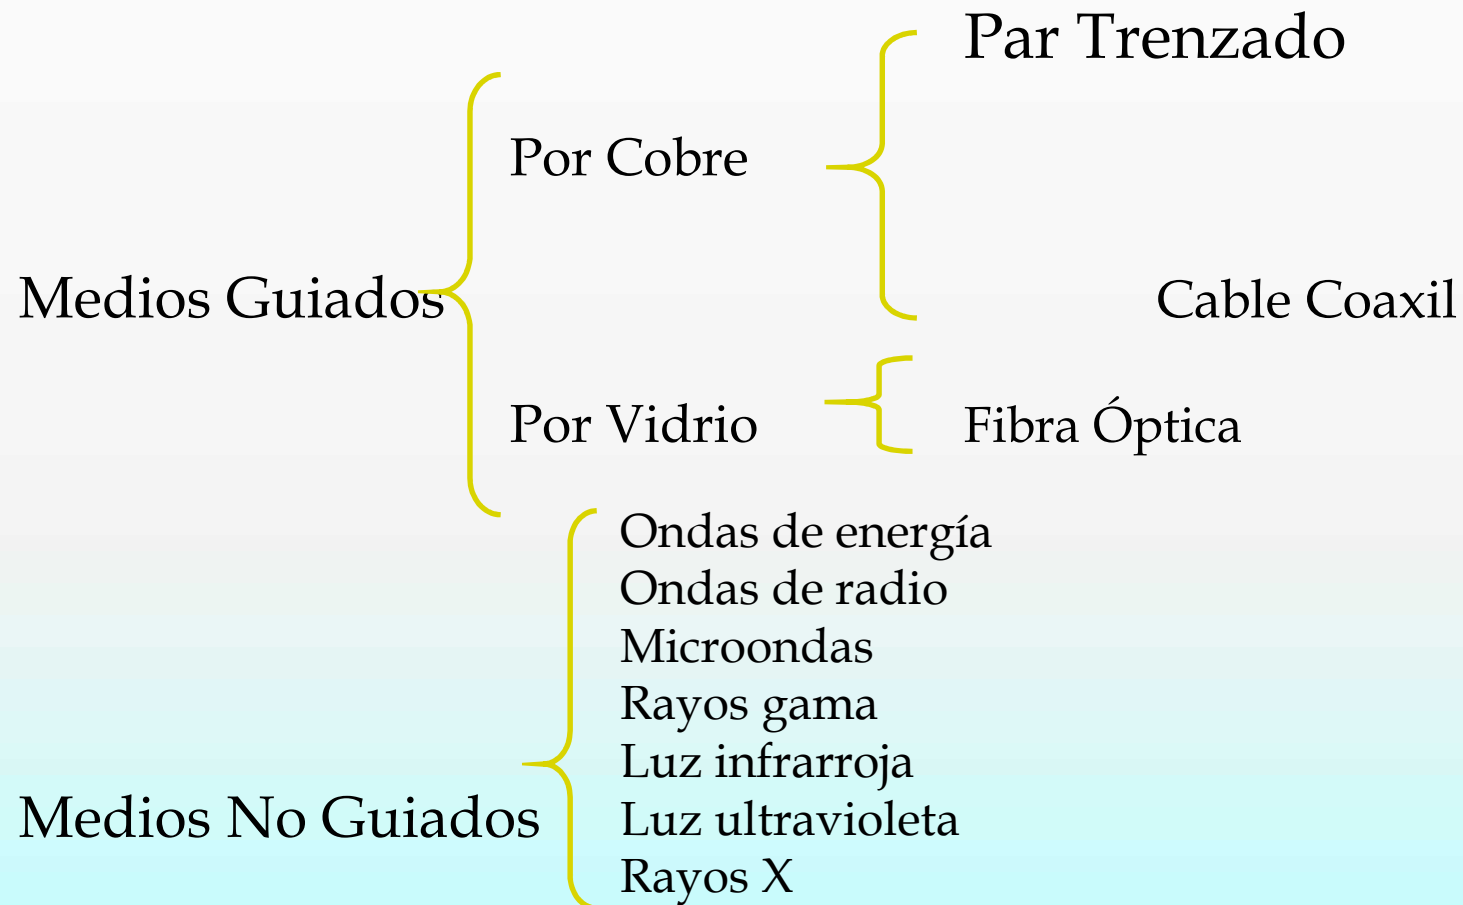 Par Trenzado
Por Cobre
Medios Guiados
Cable Coaxil
Por Vidrio
Fibra Óptica
Ondas de energía
Ondas de radio
Microondas
Rayos gama
Luz infrarroja
Medios No Guiados
Luz ultravioleta
Rayos X